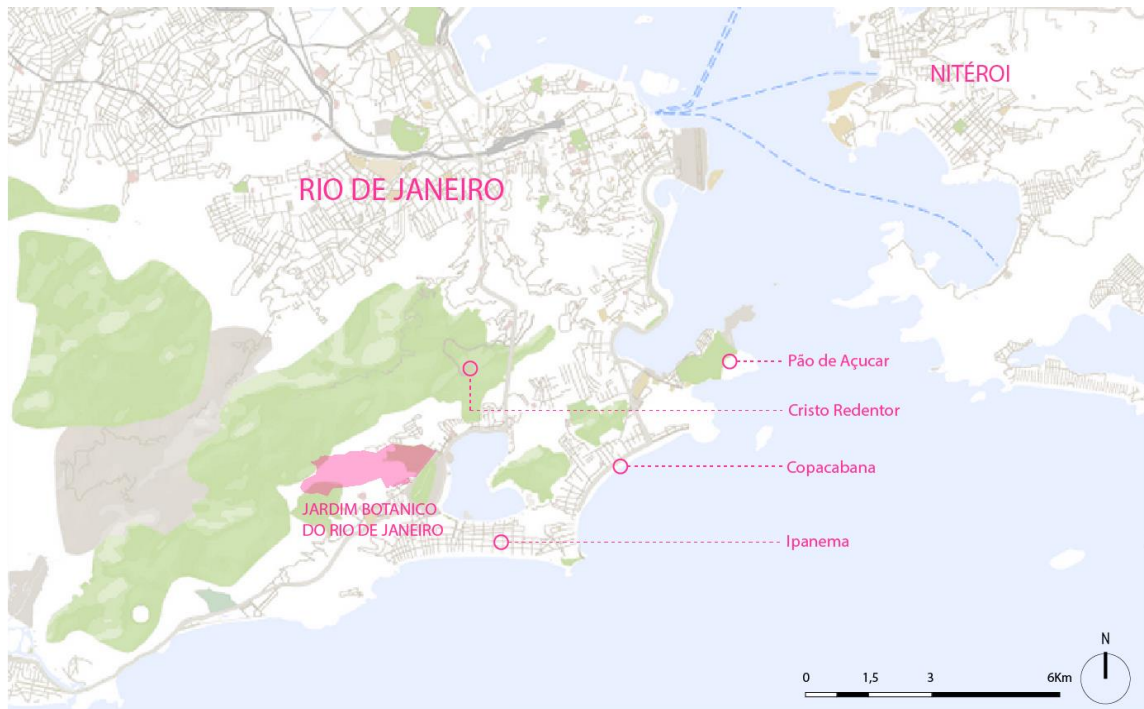 NITÉROI
RIO DE JANEIRO
Pão de Açucar
Cristo Redentor
Copacabana
JARDIM BOTANICO
DO RIO DE JANEIRO
Ipanema
N
0 1,5 3 6Km